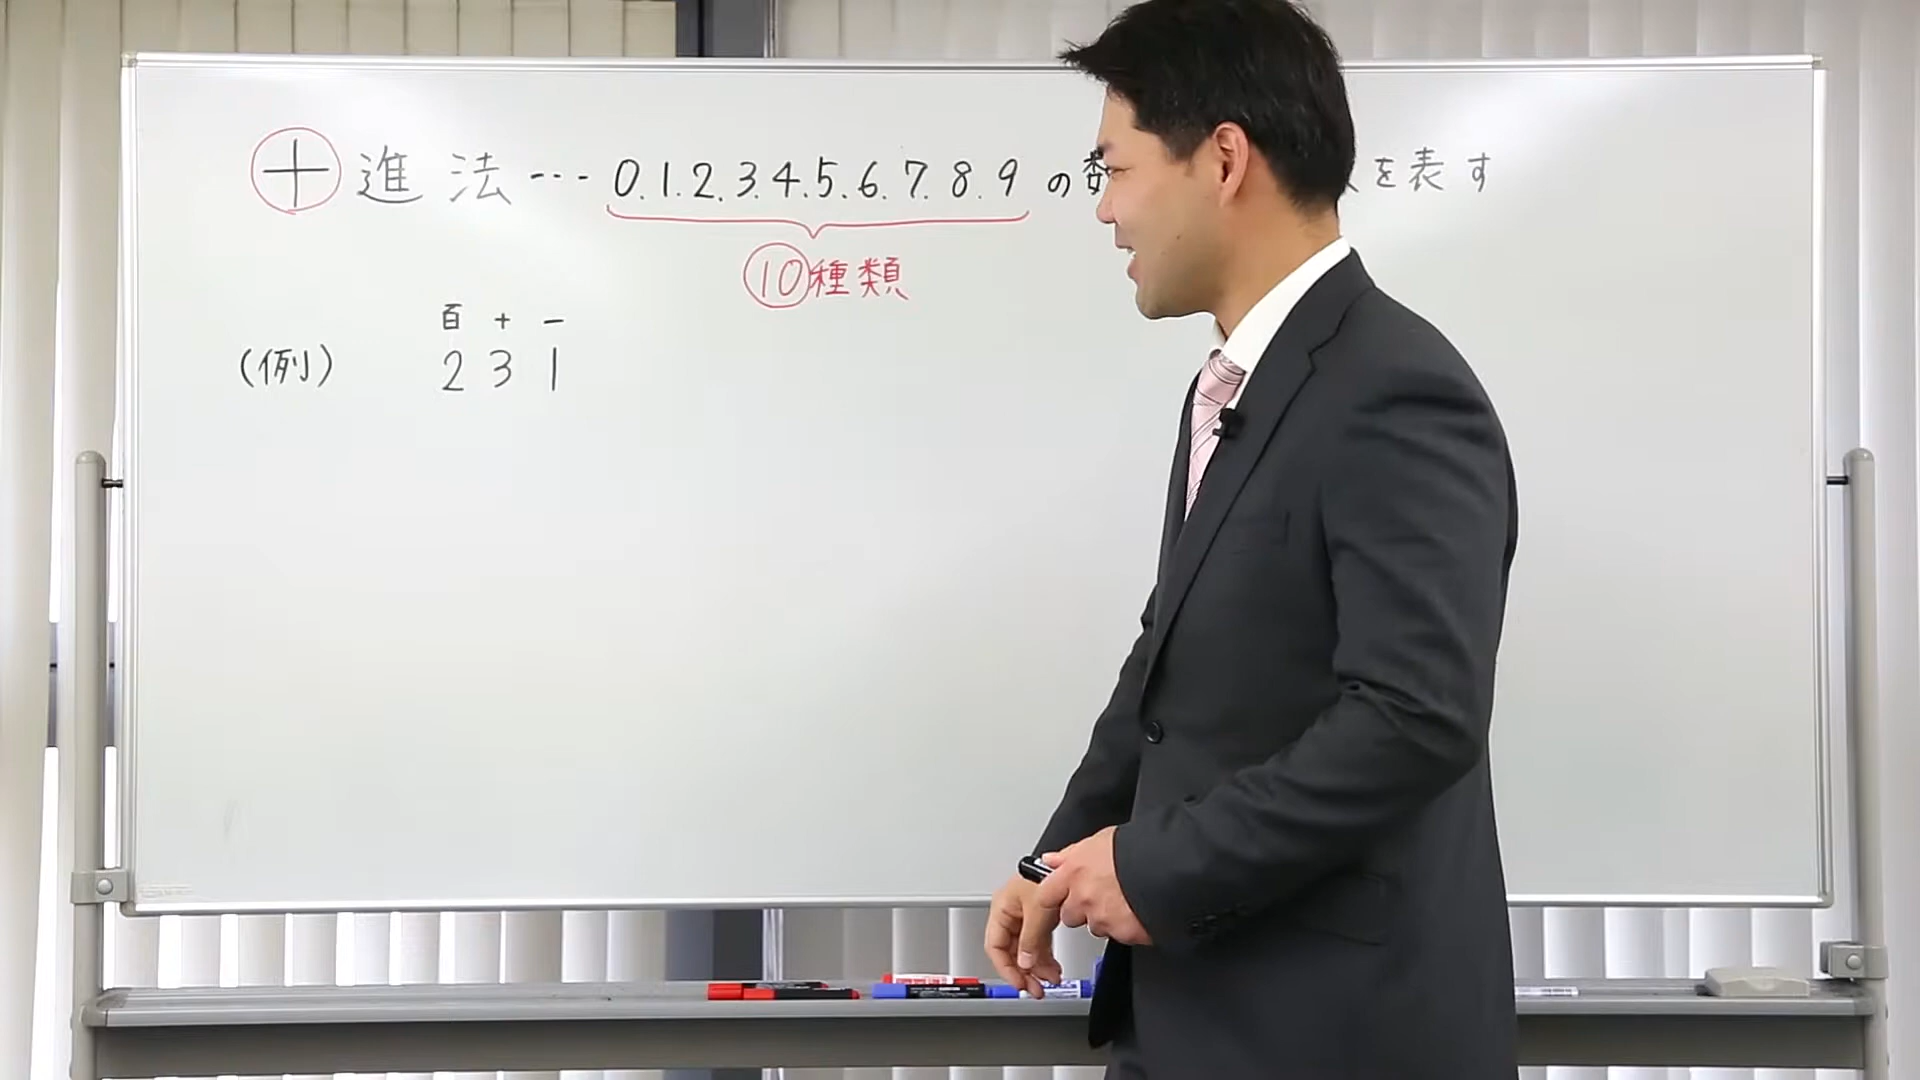 十進法…0.1.2.3.4.5.6.7.8.9 の数 を表す
10種類
百 十 一
(例) 2 3 1